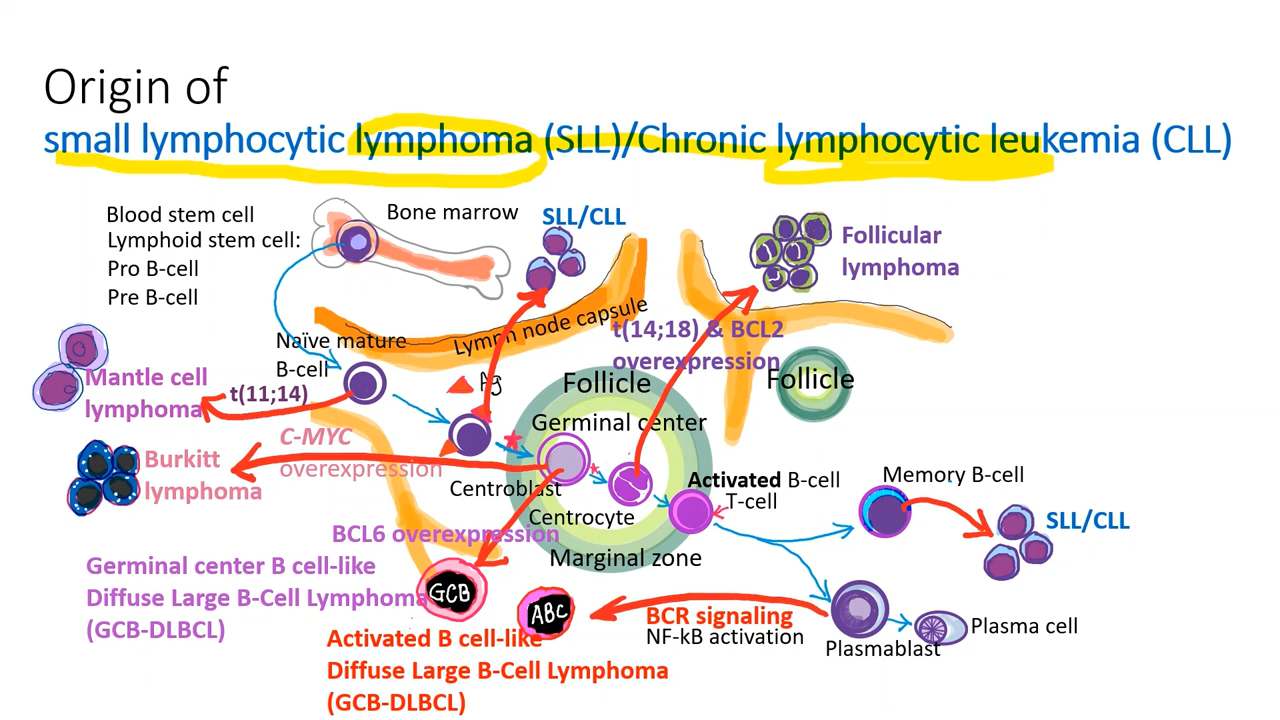 Origin of
small lymphocytic lymphoma (SLL)/Chronic lymphocytic leukemia (CLL)
Blood stem cell
Lymphoid stem cell:
Pro B-cell
Pre B-cell
Bone marrow
SLL/CLL
Follicular
lymphoma
Lymph node capsule
t(14;18) & BCL2
overexpression
Naïve mature
B-cell
Mantle cell
lymphoma
t(11;14)
Ag
Follicle
Follicle
Germinal center
C-MYC
overexpression
Burkitt
lymphoma
Centroblast
Centrocyte
Activated B-cell
T-cell
Memory B-cell
SLL/CLL
BCL6 overexpression
Marginal zone
Germinal center B cell-like
Diffuse Large B-Cell Lymphoma
(GCB-DLBCL)
GCB
ABC
BCR signaling
NF-kB activation
Plasma cell
Plasmablast
Activated B cell-like
Diffuse Large B-Cell Lymphoma
(GCB-DLBCL)